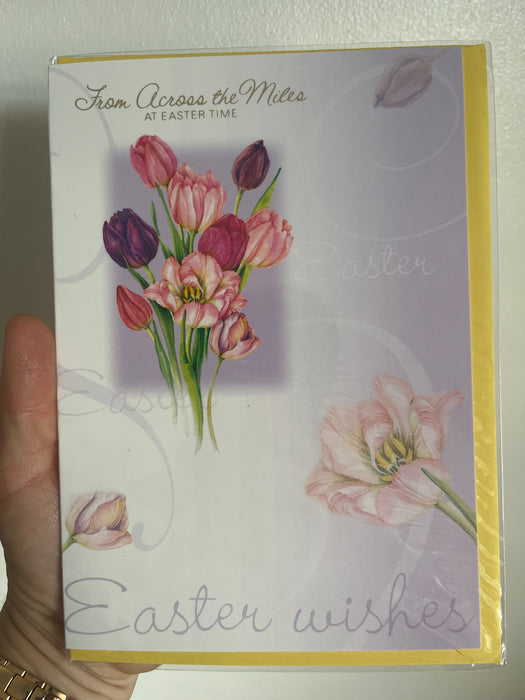 From Across the Miles
AT EASTER TIME
Easter
Easter
Easter wishes